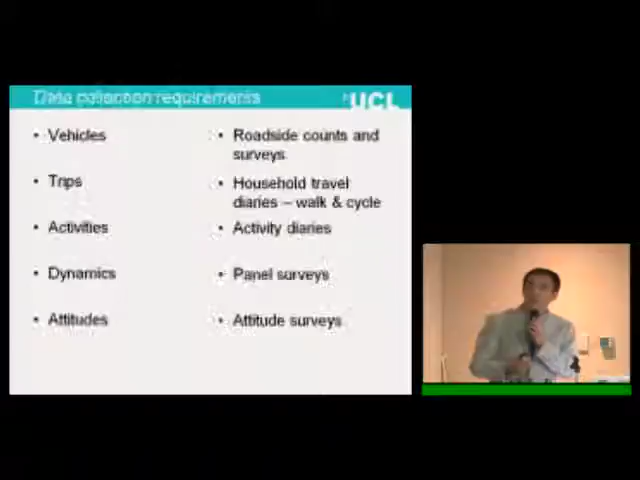 Data collection requirements
UCL
• Vehicles
• Roadside counts and
surveys
• Trips
• Household travel
diaries – walk & cycle
• Activities
• Activity diaries
• Dynamics
• Panel surveys
• Attitudes
• Attitude surveys